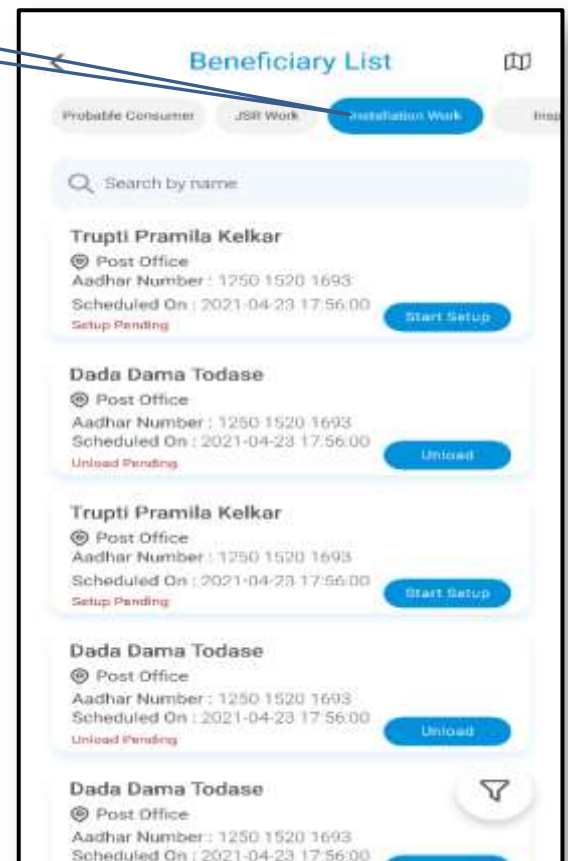 Beneficiary List
Probable Consumer
JSR Work
Installation Work
Insp
Search by name
Trupti Pramila Kelkar
Post Office
Aadhar Number : 1250 1520 1693
Scheduled On : 2021-04-23 17:56:00
Start Setup
Setup Pending
Dada Dama Todase
Post Office
Aadhar Number : 1250 1520 1693
Scheduled On : 2021-04-23 17:56:00
Unload
Unload Pending
Trupti Pramila Kelkar
Post Office
Aadhar Number : 1250 1520 1693
Scheduled On : 2021-04-23 17:56:00
Start Setup
Setup Pending
Dada Dama Todase
Post Office
Aadhar Number : 1250 1520 1693
Scheduled On : 2021-04-23 17:56:00
Unload
Unload Pending
Dada Dama Todase
Post Office
Aadhar Number : 1250 1520 1693
Scheduled On : 2021-04-23 17:56:00